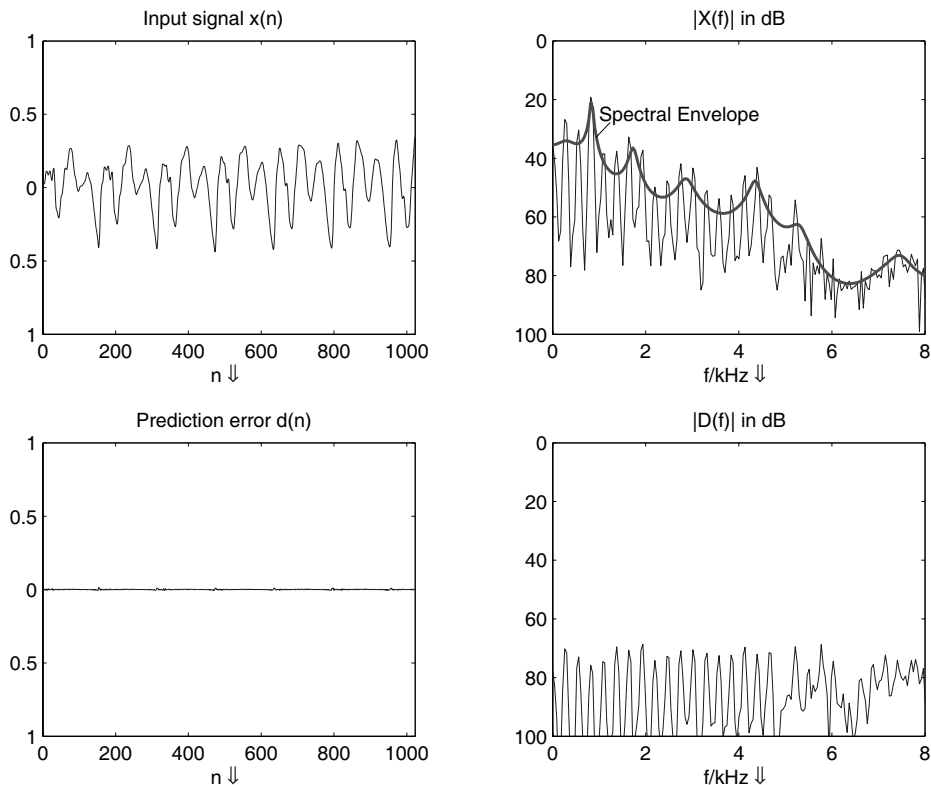 Input signal x(n)
1
0.5
0
0.5
1
0 200 400 600 800 1000
n ⇓
|X(f)| in dB
0
20
40
60
80
100
Spectral Envelope
0 2 4 6 8
f/kHz ⇓
Prediction error d(n)
1
0.5
0
0.5
1
0 200 400 600 800 1000
n ⇓
|D(f)| in dB
0
20
40
60
80
100
0 2 4 6 8
f/kHz ⇓